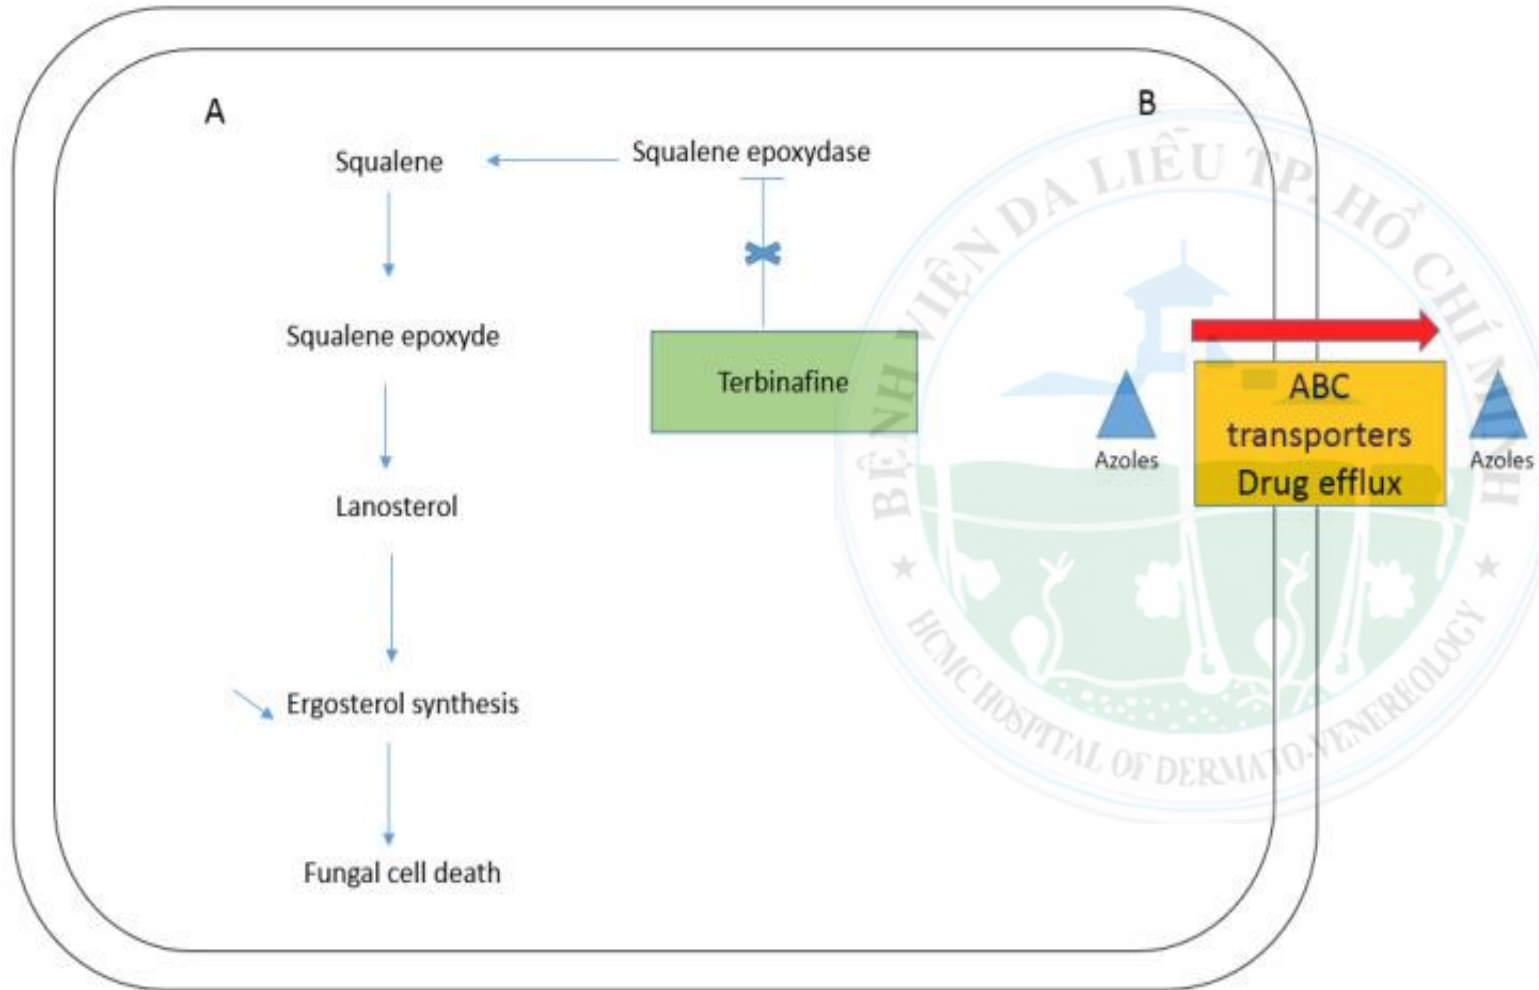 A
B
Squalene
Squalene epoxydase
Squalene epoxyde
Terbinafine
Lanosterol
Ergosterol synthesis
Fungal cell death
Azoles
ABC
transporters
Drug efflux
Azoles
BỆNH VIỆN DA LIỄU TP. HỒ CHÍ MINH
HCMC HOSPITAL OF DERMATO-VENEREOLOGY